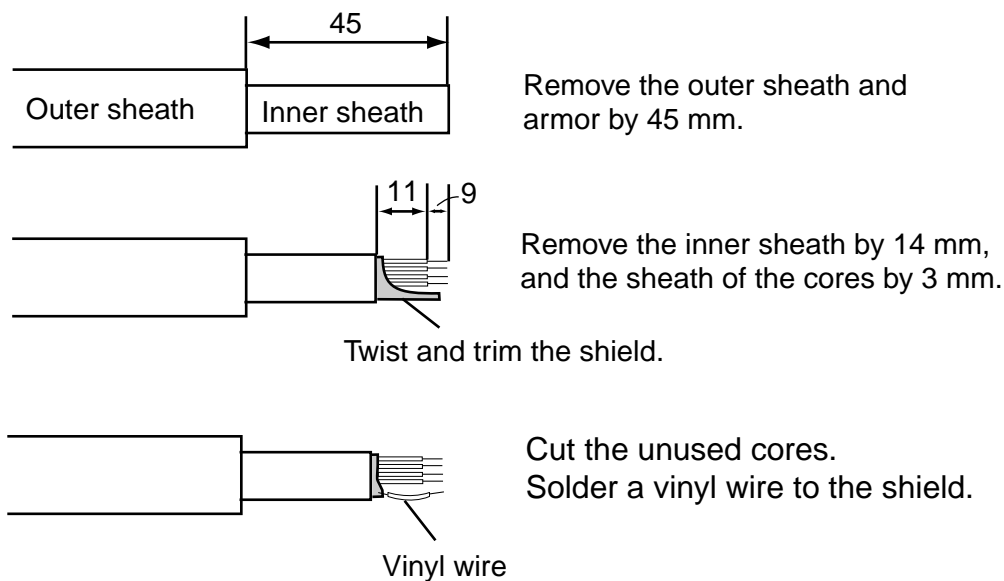 45
Outer sheath
Inner sheath
Remove the outer sheath and
armor by 45 mm.
11
9
Remove the inner sheath by 14 mm,
and the sheath of the cores by 3 mm.
Twist and trim the shield.
Cut the unused cores.
Solder a vinyl wire to the shield.
Vinyl wire